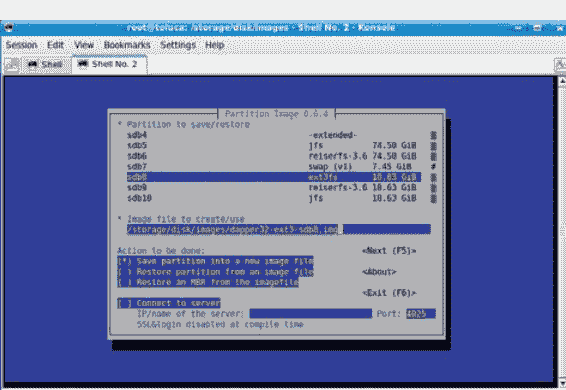 root@toluca: /storage/disk/images - Shell No. 2 - Konsole
Session Edit View Bookmarks Settings Help
Shell Shell No. 2
Partition Image 0.6.4
* Partition to save/restore
sdb4 -extended-
sdb5 jfs 74.50 GiB
sdb6 reiserfs-3.6 74.50 GiB
sdb7 swap (v1) 7.45 GiB
sdb8 ext3fs 18.63 GiB
sdb9 reiserfs-3.6 18.63 GiB
sdb10 jfs 18.63 GiB
* Image file to create/use
/storage/disk/images/dapper32-ext3-sdb8.img
Action to be done: <Next (F5)>
(*) Save partition into a new image file
( ) Restore partition from an image file <About>
( ) Restore an MBR from the imagefile
<Exit (F6)>
[ ] Connect to server
IP/name of the server: Port: 4025
SSL&login disabled at compile time